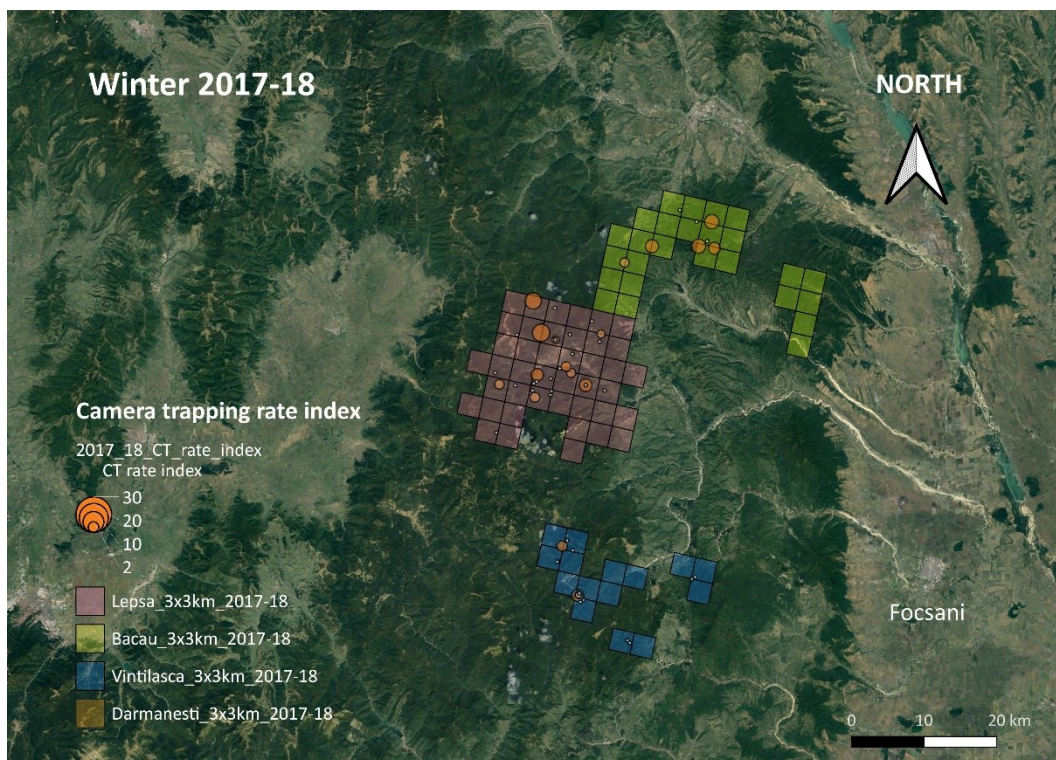 Winter 2017-18
NORTH
Camera trapping rate index
2017_18_CT_rate_index
CT rate index
30
20
10
2
Lepsa_3x3km_2017-18
Bacau_3x3km_2017-18
Vintilasca_3x3km_2017-18
Darmanesti_3x3km_2017-18
Focsani
0 10 20 km